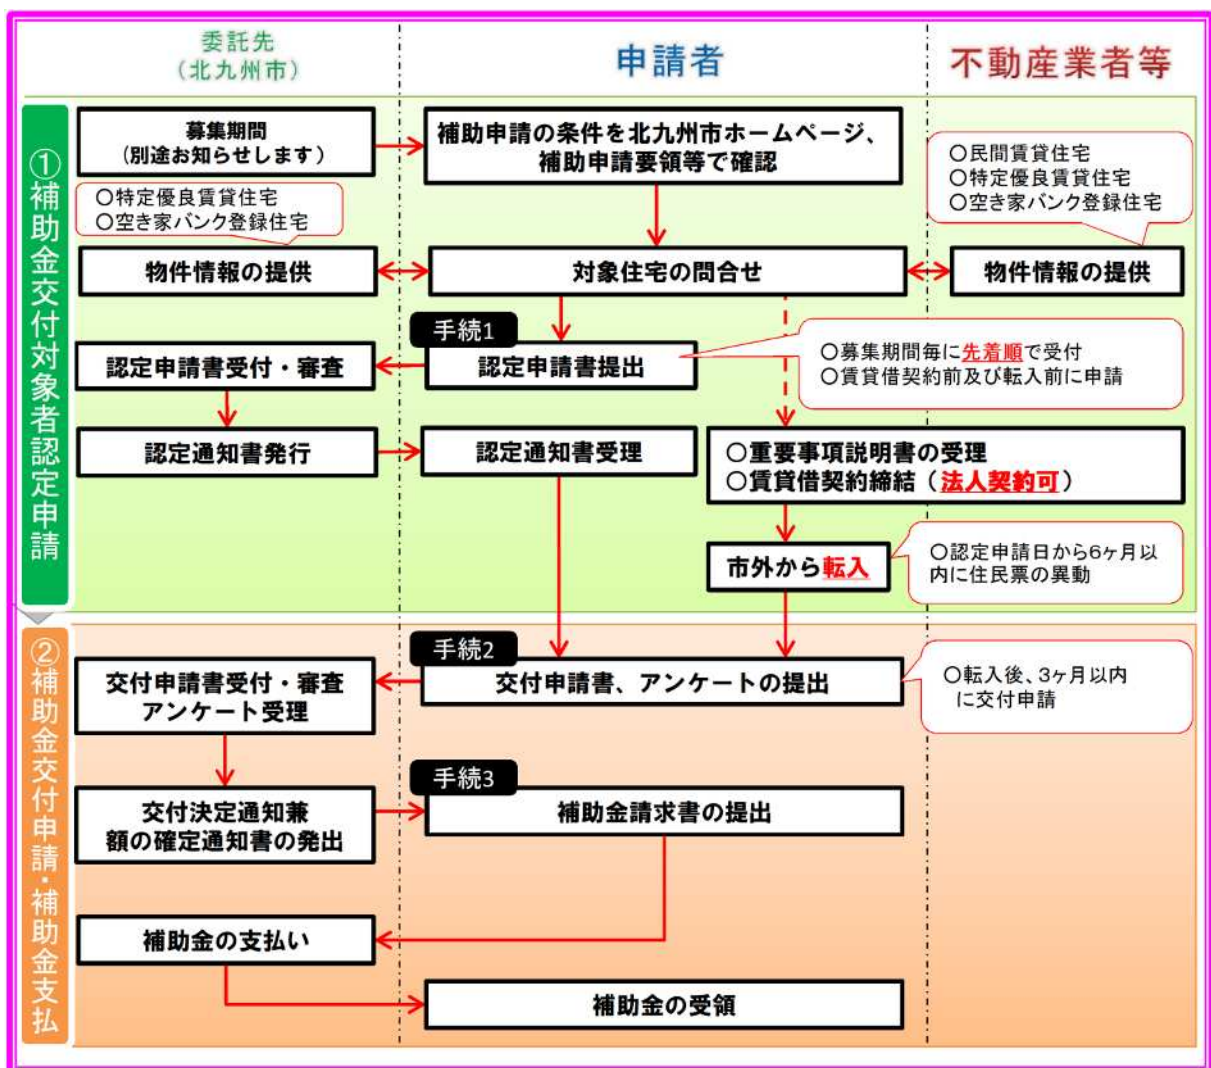 委託先
(北九州市)
申請者
不動産業者等
①補助金交付対象者認定申請
募集期間
(別途お知らせします)
補助申請の条件を北九州市ホームページ、
補助申請要領等で確認
○民間賃貸住宅
○特定優良賃貸住宅
○空き家バンク登録住宅
○特定優良賃貸住宅
○空き家バンク登録住宅
物件情報の提供
対象住宅の問合せ
物件情報の提供
手続1
認定申請書受付・審査
認定申請書提出
○募集期間毎に先着順で受付
○賃貸借契約前及び転入前に申請
認定通知書発行
認定通知書受理
○重要事項説明書の受理
○賃貸借契約締結(法人契約可)
市外から転入
○認定申請日から6ヶ月以
内に住民票の異動
②補助金交付申請・補助金支払
手続2
交付申請書受付・審査
アンケート受理
交付申請書、アンケートの提出
○転入後、3ヶ月以内
に交付申請
手続3
交付決定通知兼
額の確定通知書の発出
補助金請求書の提出
補助金の支払い
補助金の受領